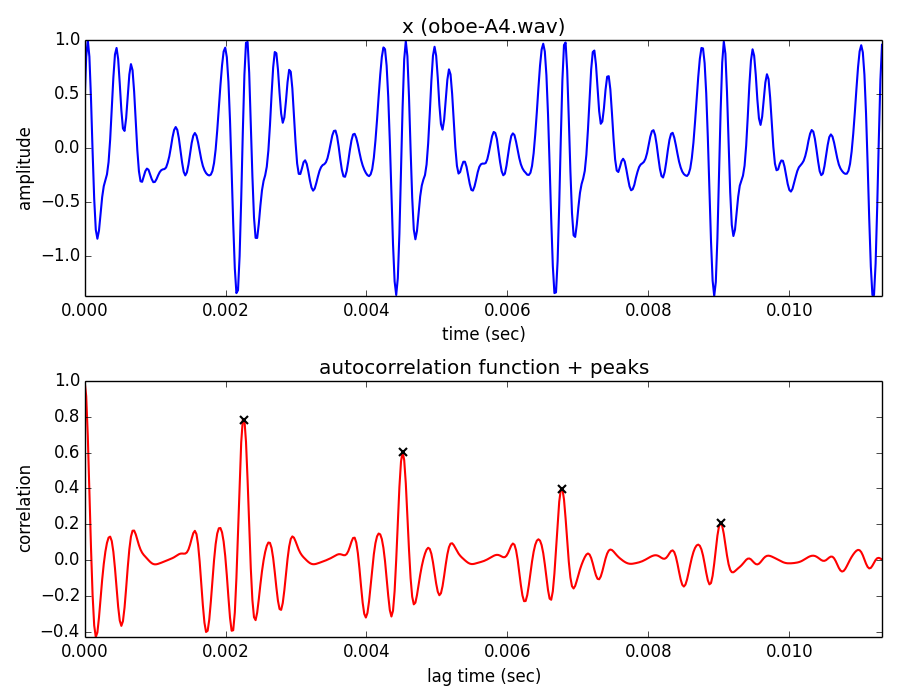 x (oboe-A4.wav)
1.0
0.5
0.0
−0.5
−1.0
amplitude
0.000 0.002 0.004 0.006 0.008 0.010
time (sec)
autocorrelation function + peaks
1.0
0.8
0.6
0.4
0.2
0.0
−0.2
−0.4
correlation
0.000 0.002 0.004 0.006 0.008 0.010
lag time (sec)